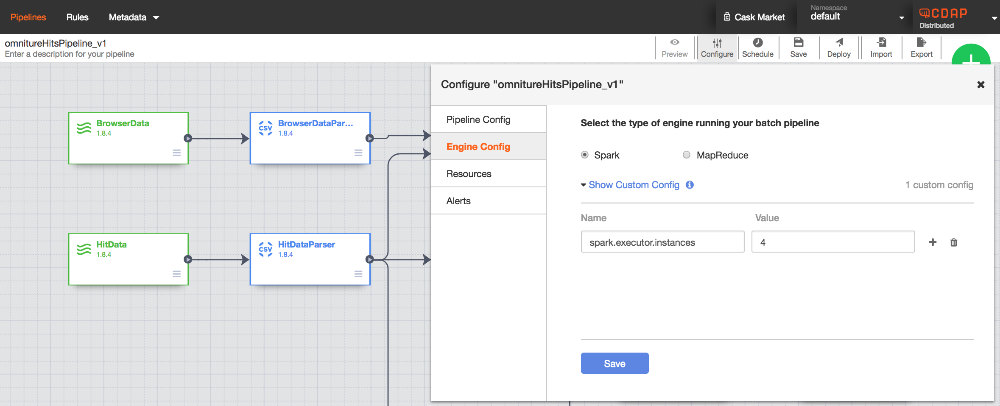 Pipelines Rules Metadata Cask Market Namespace default CDAP Distributed
omnitureHitsPipeline_v1
Enter a description for your pipeline
Preview Configure Schedule Save Deploy Import Export
Configure "omnitureHitsPipeline_v1"
BrowserData
1.8.4
BrowserDataPar...
1.8.4
HitData
1.8.4
HitDataParser
1.8.4
CSV
CSV
Pipeline Config
Engine Config
Resources
Alerts
Select the type of engine running your batch pipeline
Spark MapReduce
Show Custom Config 1 custom config
Name Value
spark.executor.instances 4
Save